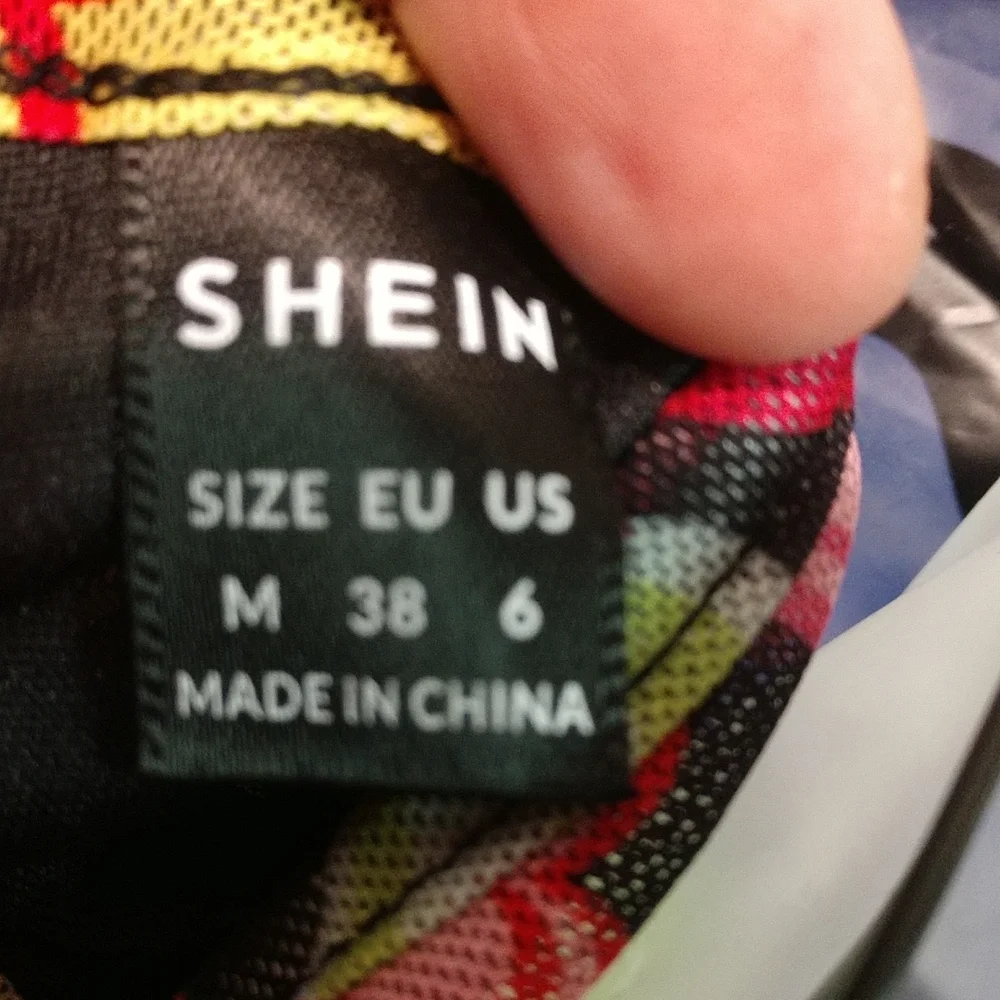 SHEIN
SIZE EU US
M 38 6
MADE IN CHINA